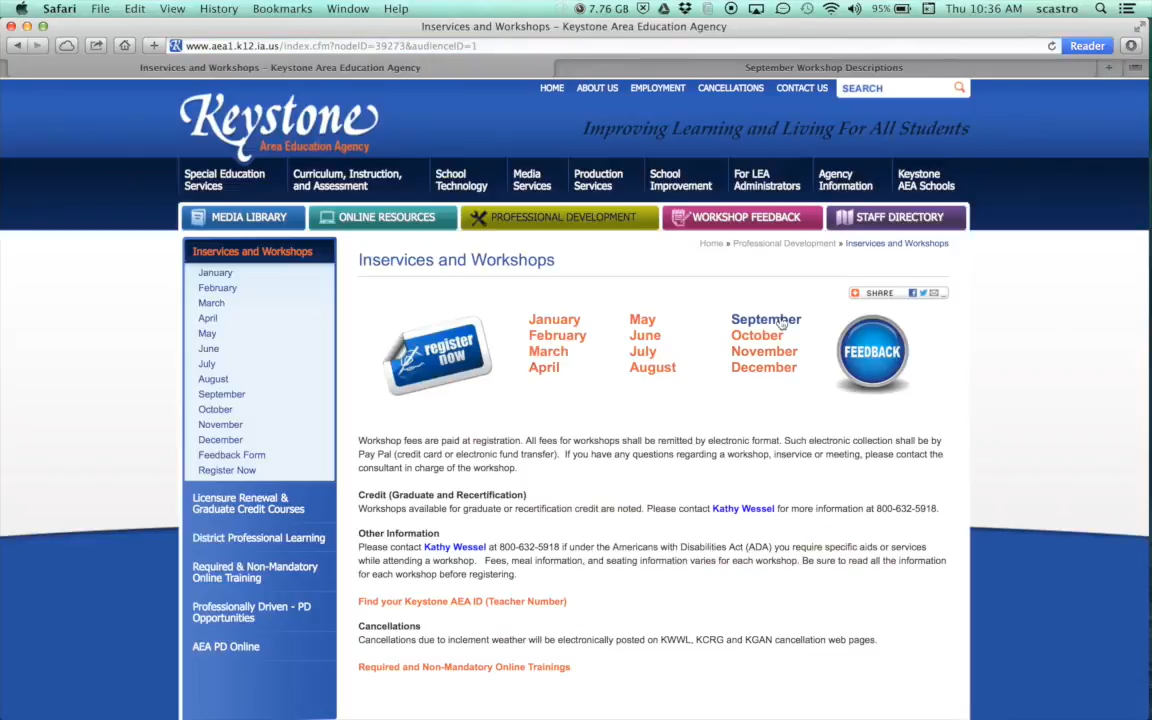 Safari File Edit View History Bookmarks Window Help 7.76 GB 95% Thu 10:36 AM scastro
Inservices and Workshops – Keystone Area Education Agency
www.aea1.k12.ia.us/index.cfm?nodeID=39273&audienceID=1 Reader
Inservices and Workshops – Keystone Area Education Agency September Workshop Descriptions
HOME ABOUT US EMPLOYMENT CANCELLATIONS CONTACT US SEARCH
Keystone
Area Education Agency
Improving Learning and Living For All Students
Special Education Services
Curriculum, Instruction, and Assessment
School Technology
Media Services
Production Services
School Improvement
For LEA Administrators
Agency Information
Keystone AEA Schools
MEDIA LIBRARY ONLINE RESOURCES PROFESSIONAL DEVELOPMENT WORKSHOP FEEDBACK STAFF DIRECTORY
Home » Professional Development » Inservices and Workshops
Inservices and Workshops
January
February
March
April
May
June
July
August
September
October
November
December
Feedback Form
Register Now
Licensure Renewal &
Graduate Credit Courses
District Professional Learning
Required & Non-Mandatory
Online Training
Professionally Driven - PD
Opportunities
AEA PD Online
Inservices and Workshops
SHARE
register
now
January May September
February June October
March July November
April August December
FEEDBACK
Workshop fees are paid at registration. All fees for workshops shall be remitted by electronic format. Such electronic collection shall be by
Pay Pal (credit card or electronic fund transfer). If you have any questions regarding a workshop, inservice or meeting, please contact the
consultant in charge of the workshop.
Credit (Graduate and Recertification)
Workshops available for graduate or recertification credit are noted. Please contact Kathy Wessel for more information at 800-632-5918.
Other Information
Please contact Kathy Wessel at 800-632-5918 if under the Americans with Disabilities Act (ADA) you require specific aids or services
while attending a workshop. Fees, meal information, and seating information varies for each workshop. Be sure to read all the information
for each workshop before registering.
Find your Keystone AEA ID (Teacher Number)
Cancellations
Cancellations due to inclement weather will be electronically posted on KWWL, KCRG and KGAN cancellation web pages.
Required and Non-Mandatory Online Trainings